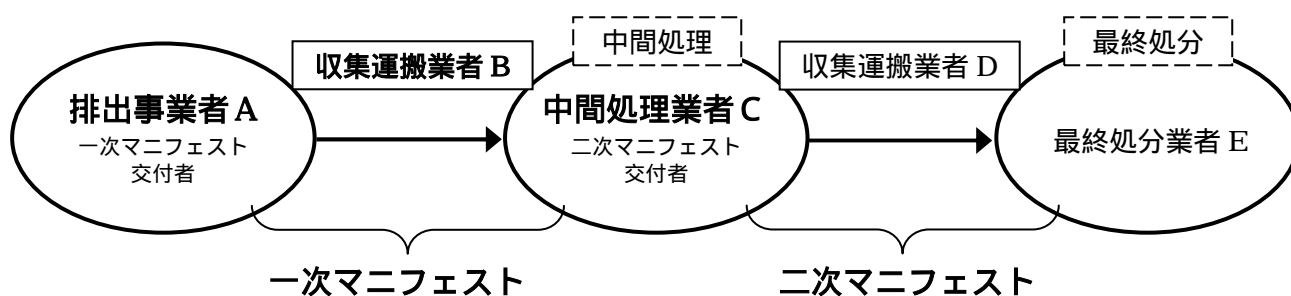 中間処理
最終処分
収集運搬業者 B
収集運搬業者 D
排出事業者 A
一次マニフェスト
交付者
中間処理業者 C
二次マニフェスト
交付者
最終処分業者 E
一次マニフェスト
二次マニフェスト